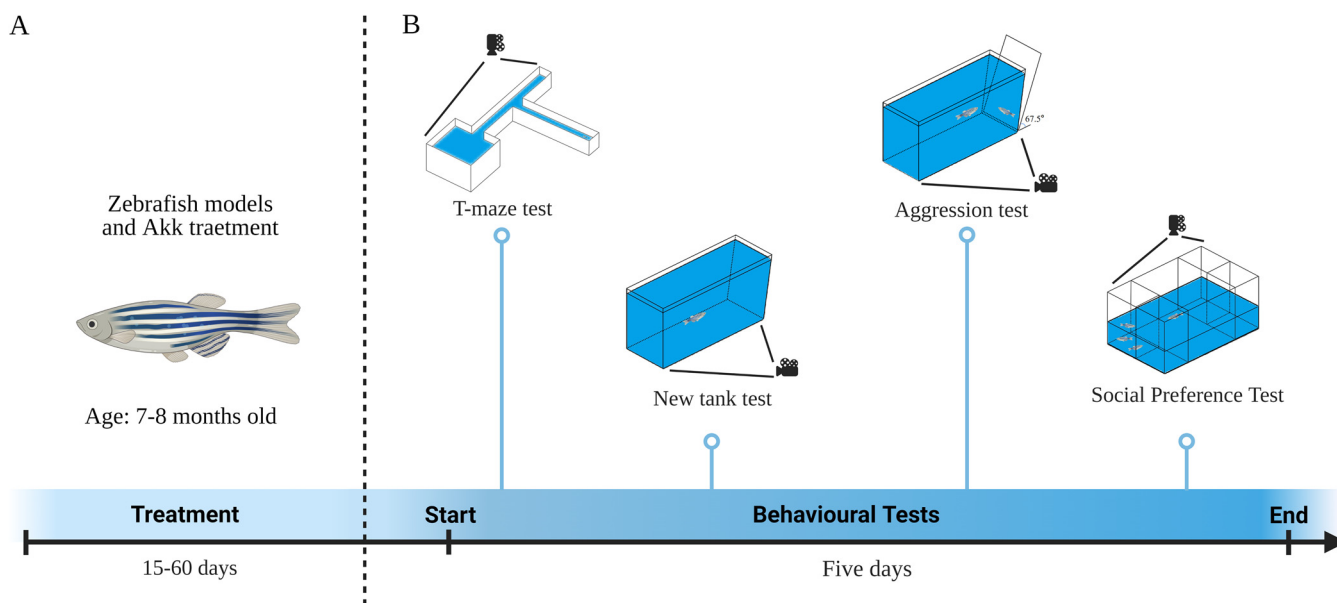 A
B
Zebrafish models
and Akk traetment
Age: 7-8 months old
T-maze test
New tank test
67.5°
Aggression test
Social Preference Test
Treatment
Start
Behavioural Tests
End
15-60 days
Five days